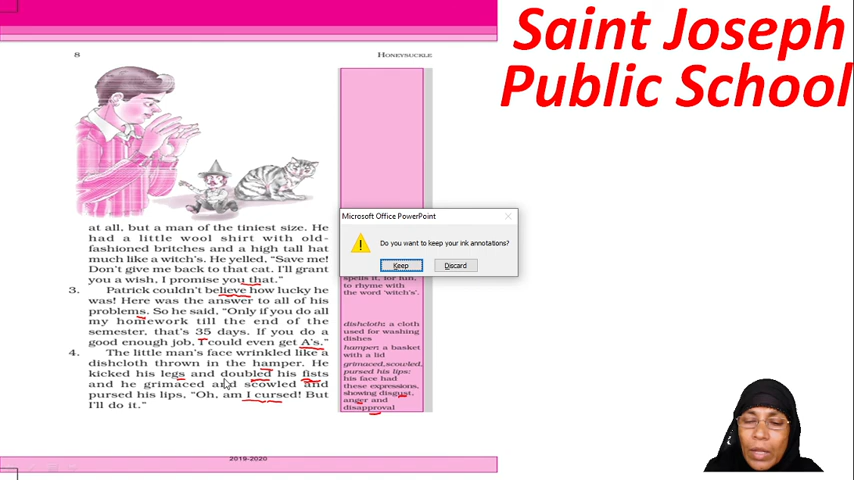 Saint Joseph
Public School
8
HONEYSUCKLE
at all, but a man of the tiniest size. He
had a little wool shirt with old-
fashioned britches and a high tall hat
much like a witch's. He yelled, “Save me!
Don't give me back to that cat. I'll grant
you a wish, I promise you that.”
3. Patrick couldn't believe how lucky he
was! Here was the answer to all of his
problems. So he said, “Only if you do all
my homework till the end of the
semester, that's 35 days. If you do a
good enough job, I could even get A's.”
4. The little man's face wrinkled like a
dishcloth thrown in the hamper. He
kicked his legs and doubled his fists
and he grimaced and scowled and
pursed his lips, “Oh, am I cursed! But
I'll do it.”
Microsoft Office PowerPoint
Do you want to keep your ink annotations?
Keep
Discard
spells it, for fun,
to rhyme with
the word 'witch's'.
dishcloth: a cloth
used for washing
dishes
hamper: a basket
with a lid
grimaced,scowled,
pursed his lips:
his face had
these expressions,
showing disgust,
anger and
disapproval
2019-2020